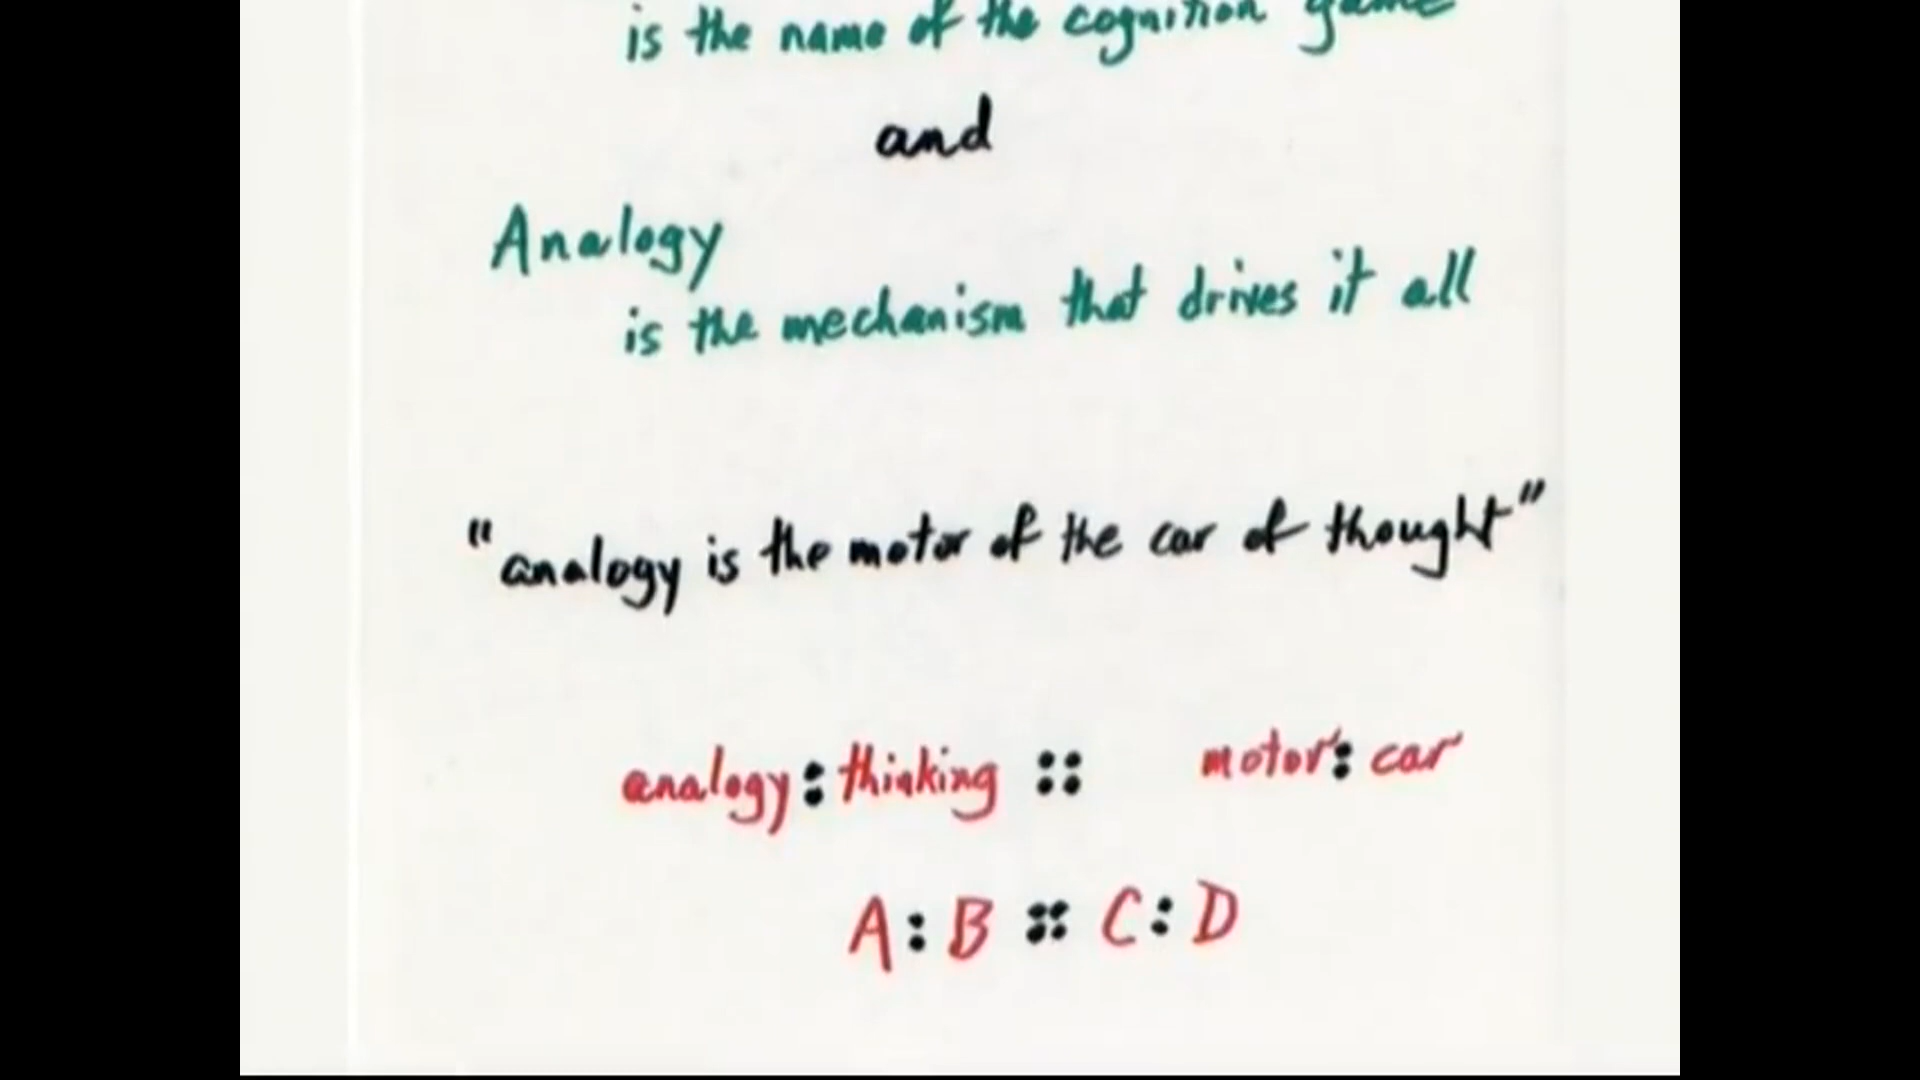 is the name of the cognition game
and
Analogy
is the mechanism that drives it all
"analogy is the motor of the car of thought"
analogy : thinking :: motor : car
A : B :: C : D